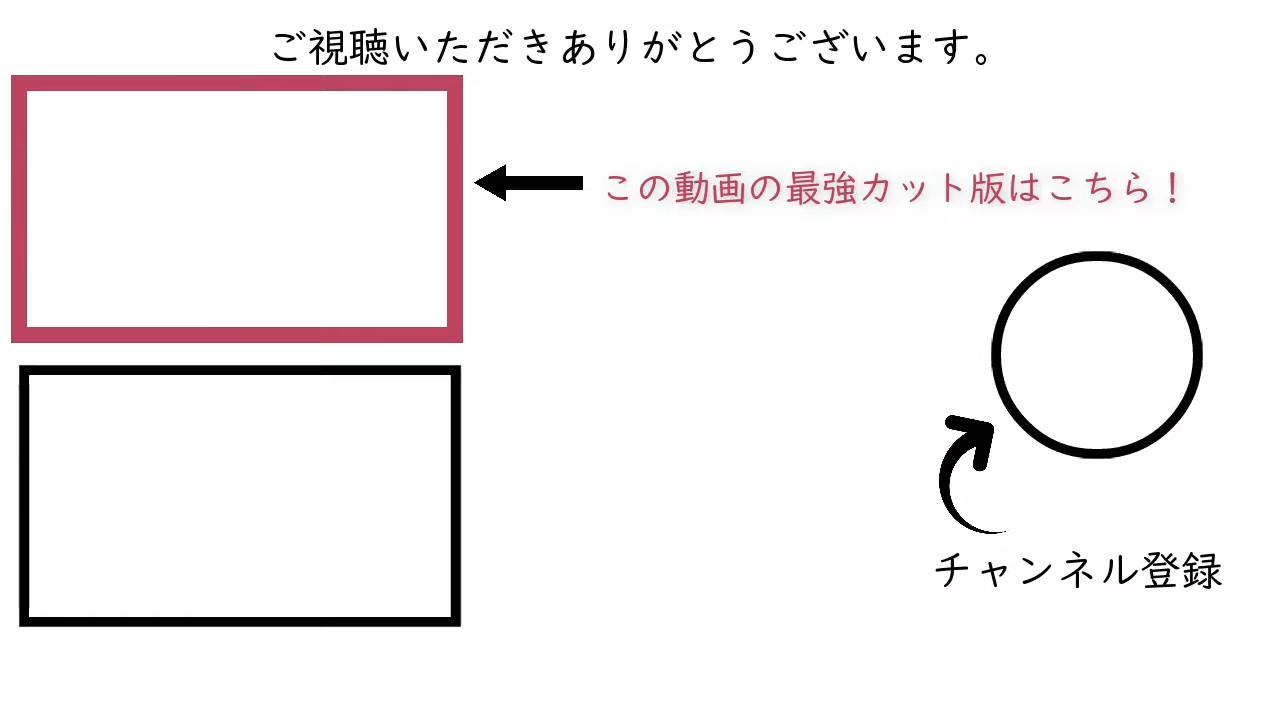 ご視聴いただきありがとうございます。
この動画の最強カット版はこちら！
チャンネル登録